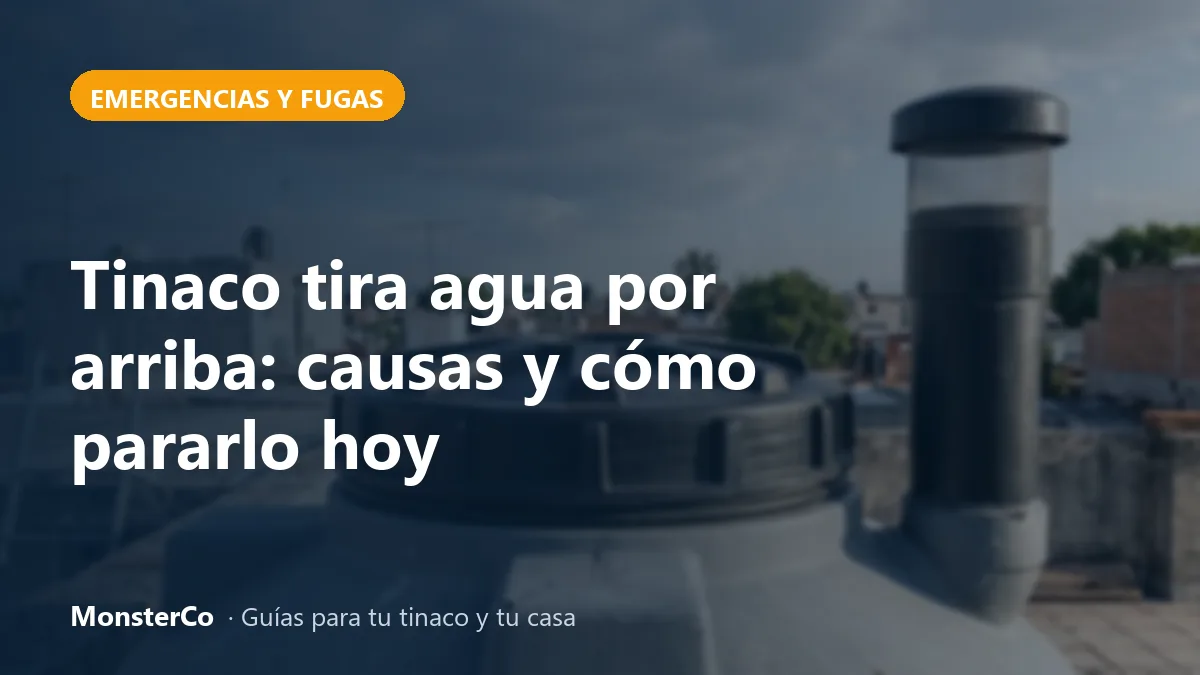 EMERGENCIAS Y FUGAS
Tinaco tira agua por
arriba: causas y cómo
pararlo hoy
MonsterCo · Guías para tu tinaco y tu casa